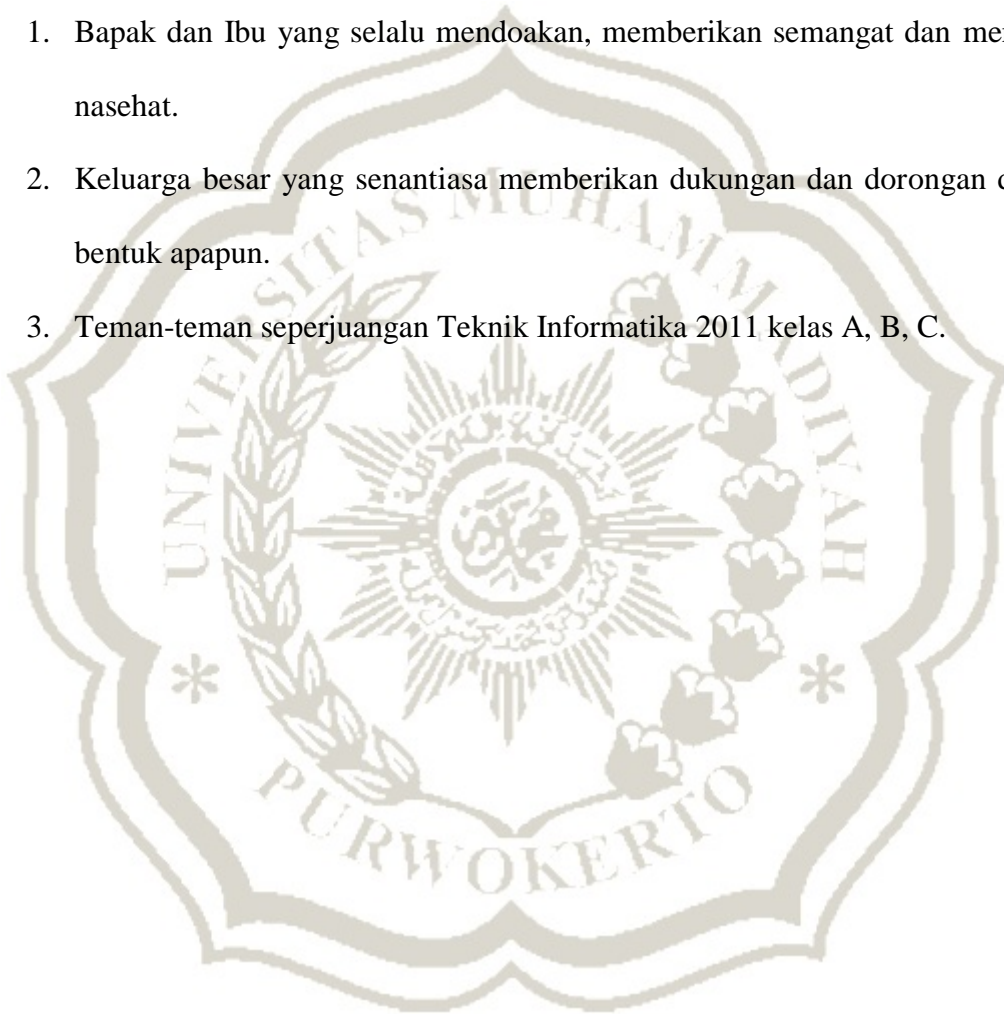 1. Bapak dan Ibu yang selalu mendoakan, memberikan semangat dan
nasehat.
2. Keluarga besar yang senantiasa memberikan dukungan dan dorongan
bentuk apapun.
3. Teman-teman seperjuangan Teknik Informatika 2011 kelas A, B, C.
UNIVERSITAS MUHAMMADIYAH
PURWOKERTO